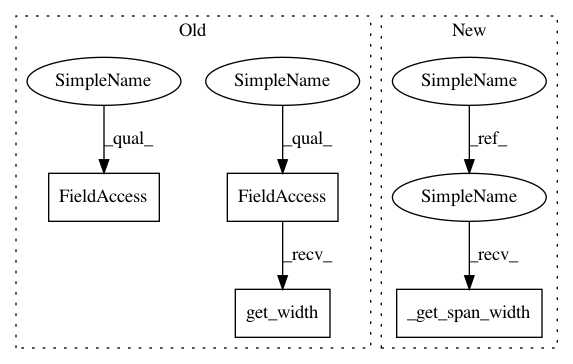 Old
New
SimpleName
SimpleName
SimpleName
_qual_
_qual_
_ref_
FieldAccess
FieldAccess
SimpleName
_recv_
_recv_
get_width
_get_span_width